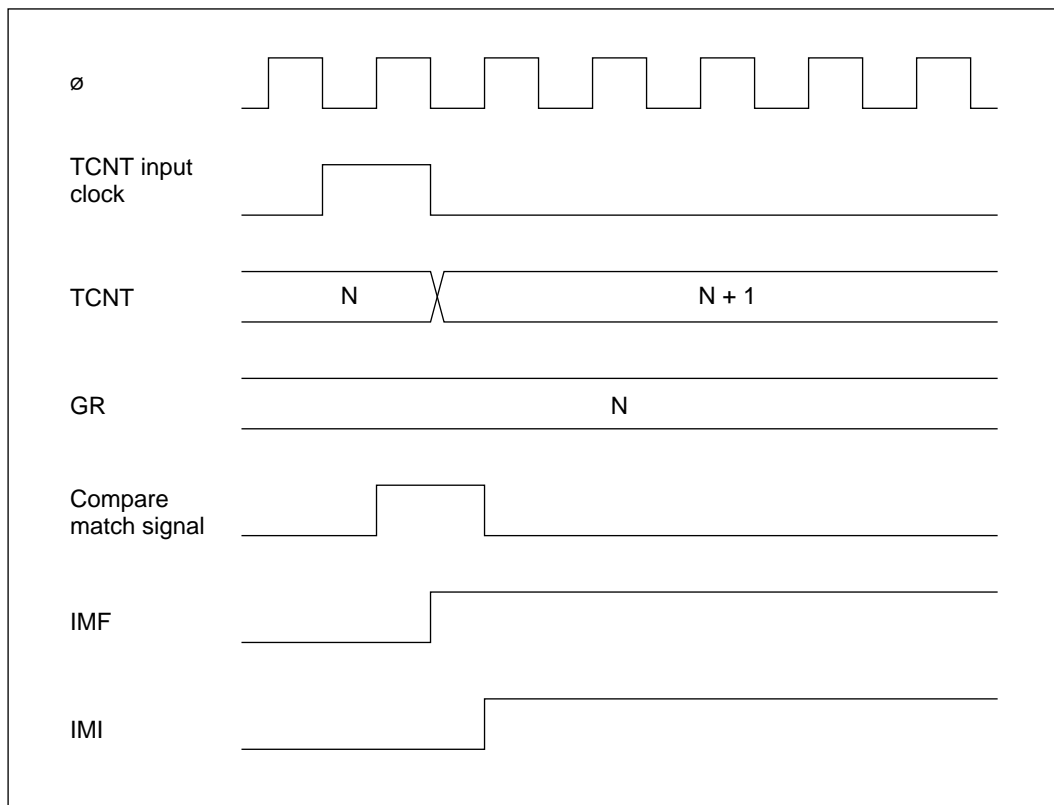 ø
TCNT input
clock
TCNT
N
N + 1
GR
N
Compare
match signal
IMF
IMI